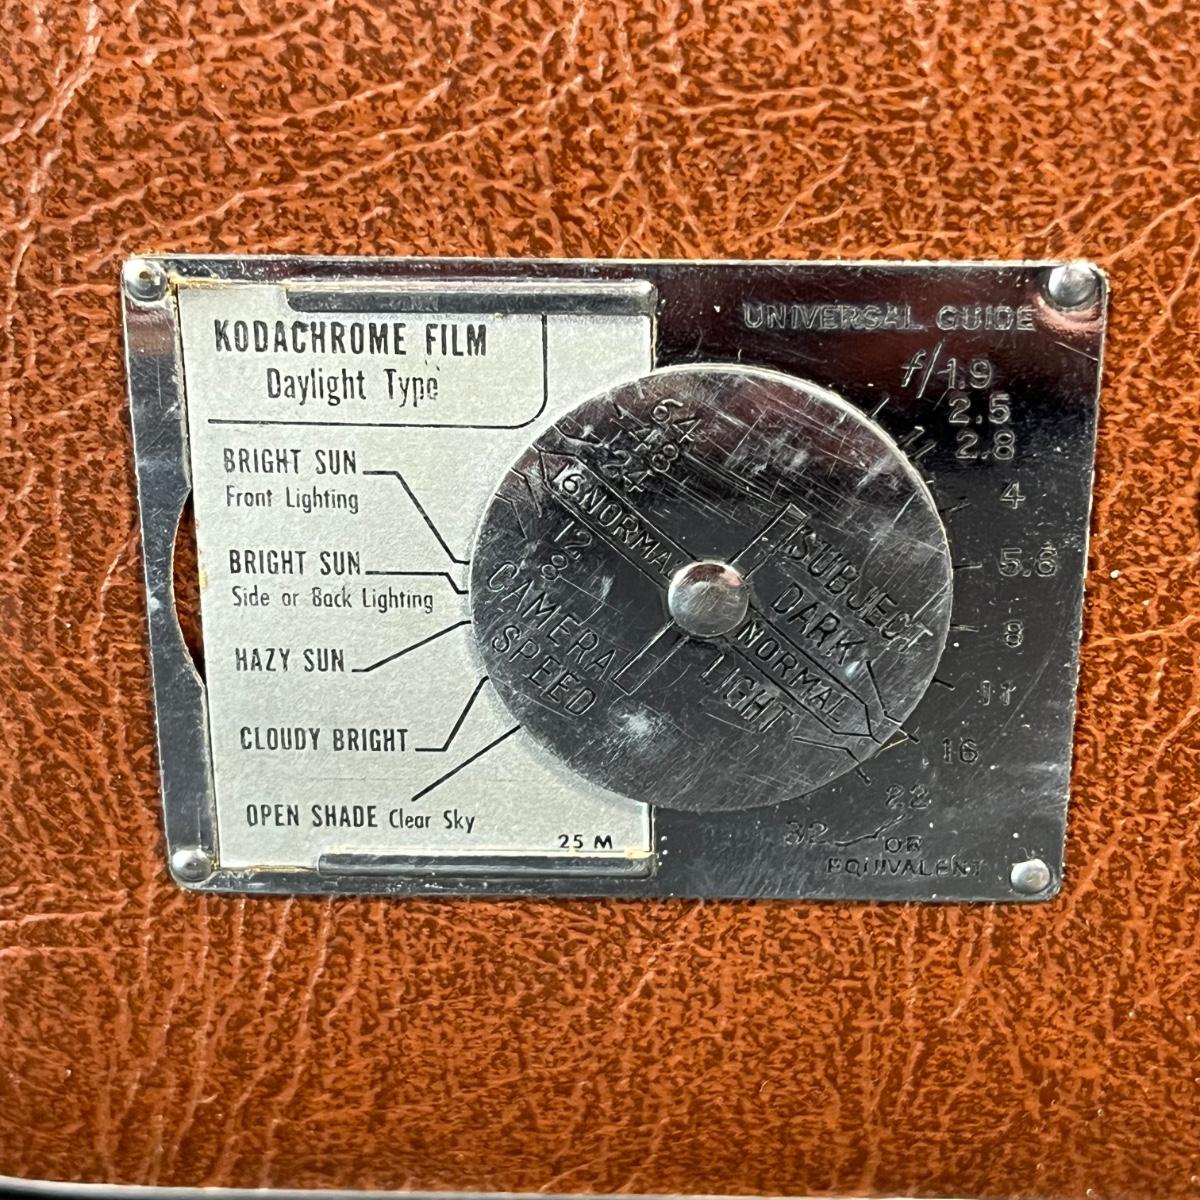 KODACHROME FILM
Daylight Type
BRIGHT SUN
Front Lighting
BRIGHT SUN
Side or Back Lighting
HAZY SUN
CLOUDY BRIGHT
OPEN SHADE Clear Sky
25 M
64
48
24
16 NORMAL
12
8
CAMERA
SPEED
SUBJECT
DARK
NORMAL
LIGHT
UNIVERSAL GUIDE
f/1.9
2.5
2.8
4
5.6
8
11
16
22
32
OR
EQUIVALENT